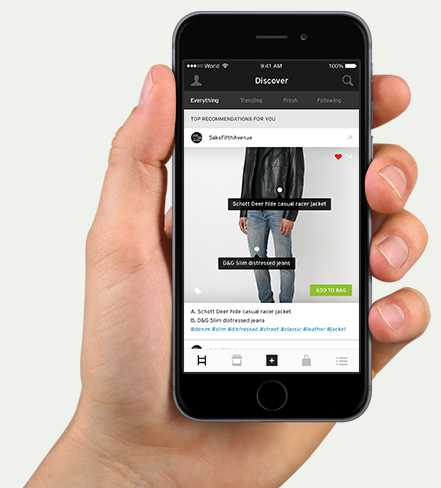 World 9:41 AM 100%
Discover
Everything Trending Fresh Following
TOP RECOMMENDATIONS FOR YOU
SaksFifthAvenue
Schott Deer hide casual racer jacket
D&G Slim distressed jeans
ADD TO BAG
A. Schott Deer hide casual racer jacket
B. D&G Slim distressed jeans
#denim #slim #distressed #street #classic #leather #jacket